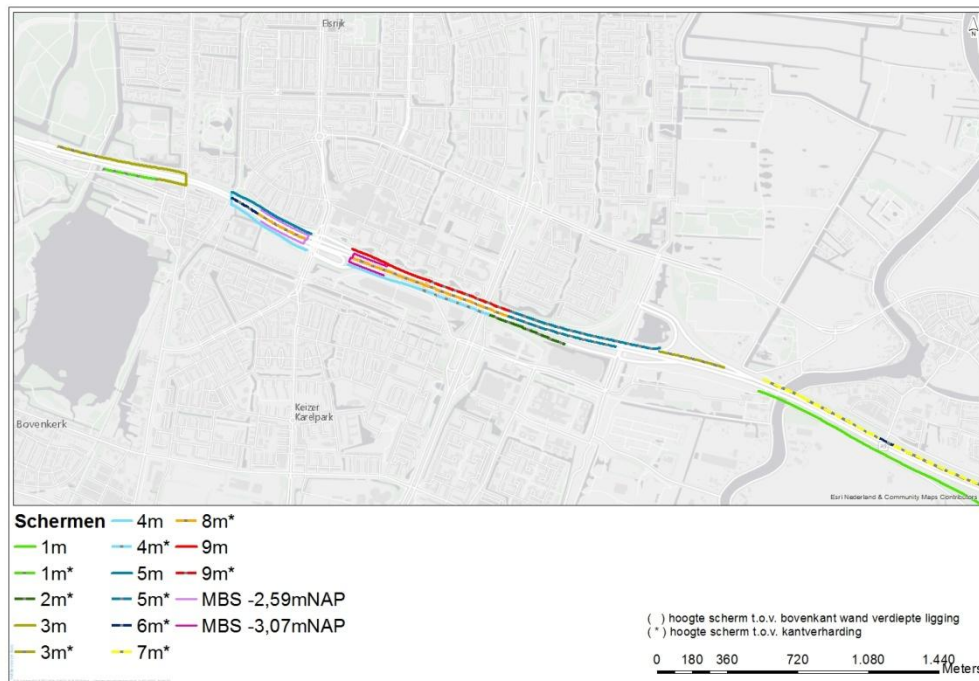 Elsrijk
N
Keizer
Karelpark
Bovenkerk
Esri Nederland & Community Maps Contributors
Schermen
1m
1m*
2m*
3m
3m*
4m
4m*
5m
5m*
6m*
7m*
8m*
9m
9m*
MBS -2,59mNAP
MBS -3,07mNAP
( ) hoogte scherm t.o.v. bovenkant wand verdiepte ligging
( * ) hoogte scherm t.o.v. kantverharding
0 180 360 720 1.080 1.440
Meters